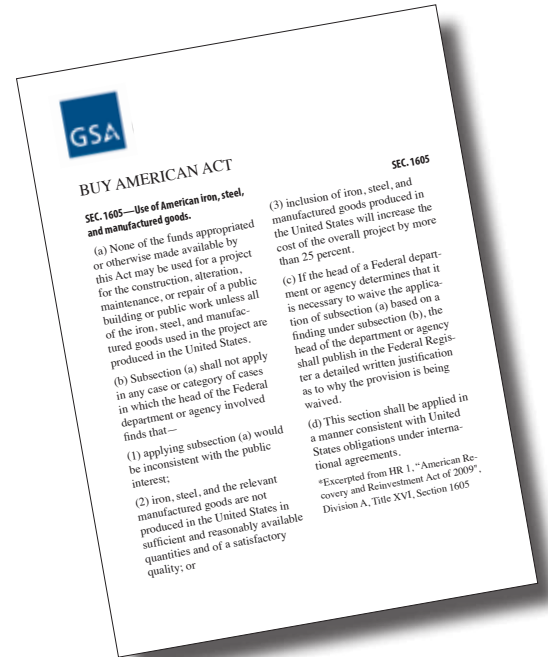 GSA
BUY AMERICAN ACT
SEC. 1605—Use of American iron, steel,
and manufactured goods.
(a) None of the funds appropriated
or otherwise made available by
this Act may be used for a project
for the construction, alteration,
maintenance, or repair of a public
building or public work unless all
of the iron, steel, and manufac-
tured goods used in the project are
produced in the United States.
(b) Subsection (a) shall not apply
in any case or category of cases
in which the head of the Federal
department or agency involved
finds that—
(1) applying subsection (a) would
be inconsistent with the public
interest;
(2) iron, steel, and the relevant
manufactured goods are not
produced in the United States in
sufficient and reasonably available
quantities and of a satisfactory
quality; or
SEC. 1605
(3) inclusion of iron, steel, and
manufactured goods produced in
the United States will increase the
cost of the overall project by more
than 25 percent.
(c) If the head of a Federal depart-
ment or agency determines that it
is necessary to waive the applica-
tion of subsection (a) based on a
finding under subsection (b), the
head of the department or agency
shall publish in the Federal Regis-
ter a detailed written justification
as to why the provision is being
waived.
(d) This section shall be applied in
a manner consistent with United
States obligations under interna-
tional agreements.
*Excerpted from HR 1, “American Re-
covery and Reinvestment Act of 2009”,
Division A, Title XVI, Section 1605